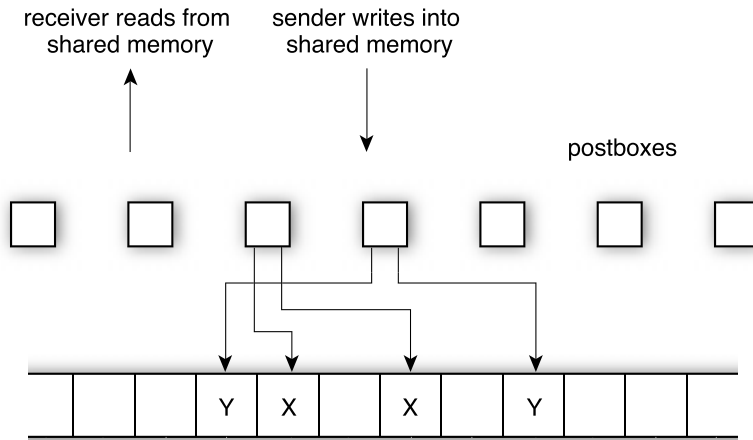 receiver reads from
shared memory
sender writes into
shared memory
postboxes
Y
X
X
Y